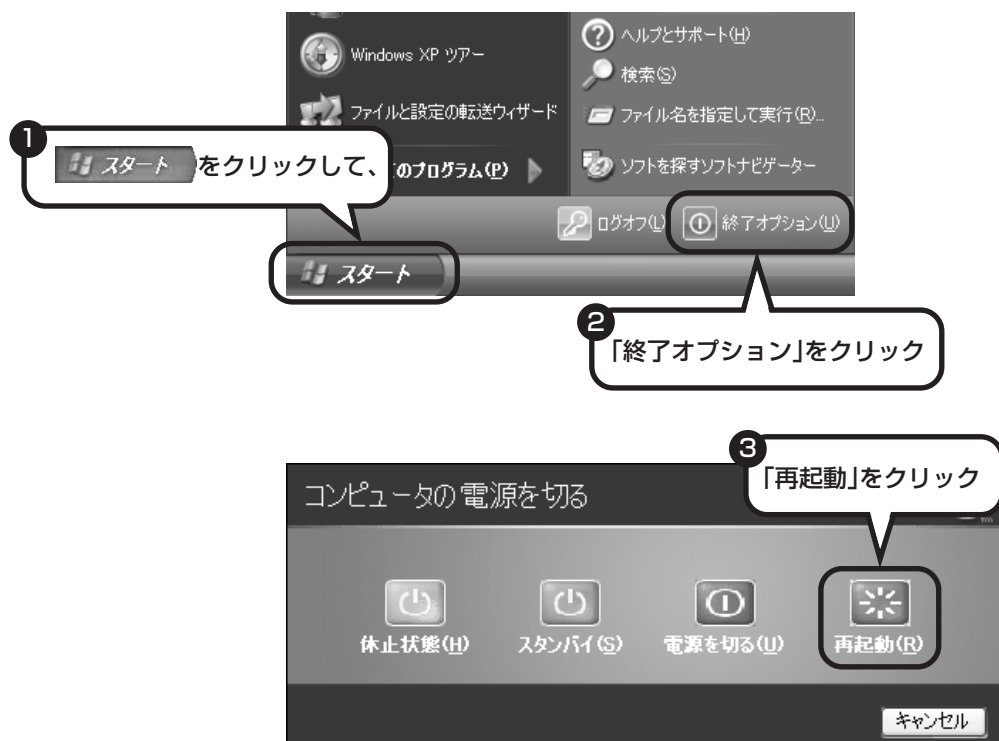 ヘルプとサポート(H)
Windows XP ツアー
検索(S)
ファイルと設定の転送ウィザード
ファイル名を指定して実行(R)...
1
スタート をクリックして、
のプログラム(P)
ソフトを探すソフトナビゲーター
ログオフ(L)
終了オプション(U)
スタート
2
「終了オプション」をクリック
3
「再起動」をクリック
コンピュータの電源を切る
休止状態(H)
スタンバイ(S)
電源を切る(U)
再起動(R)
キャンセル